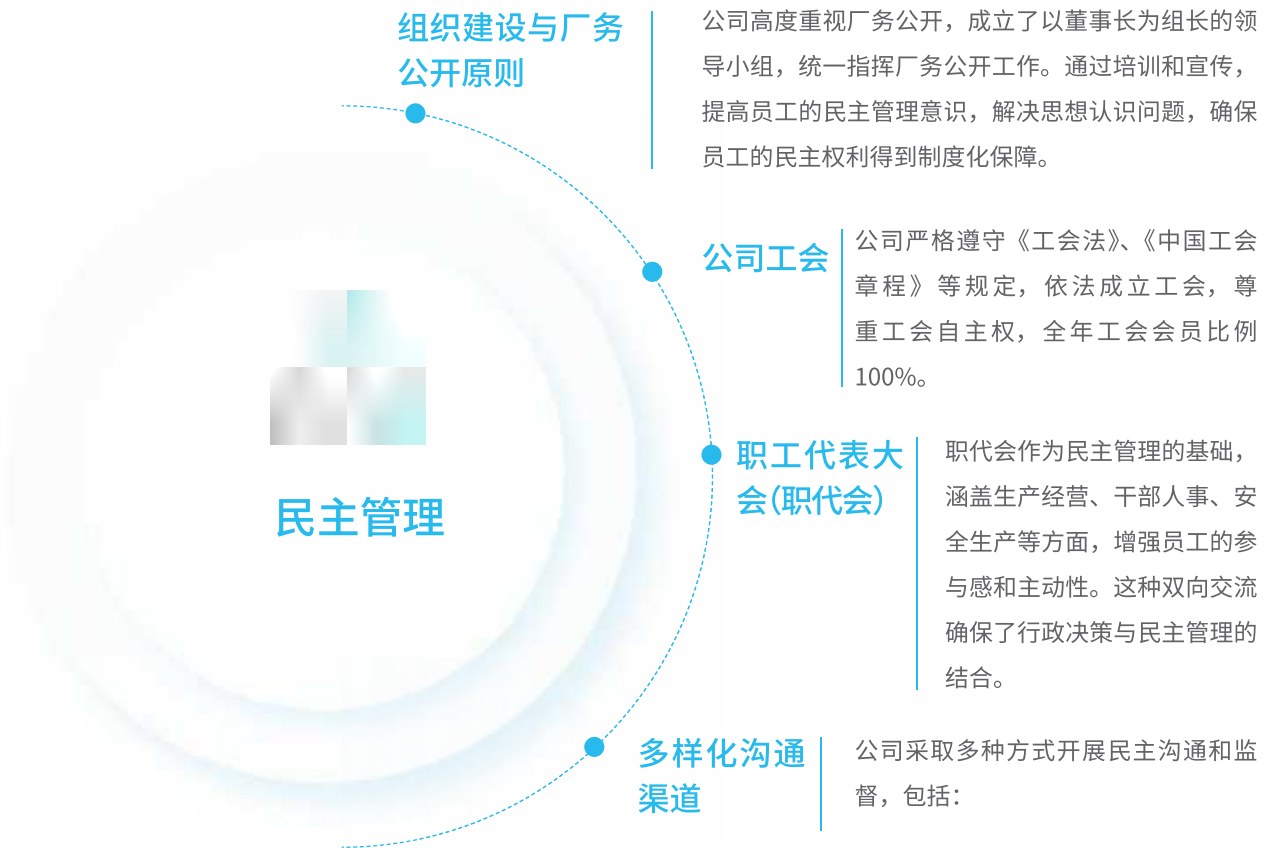 组织建设与厂务
公开原则
公司高度重视厂务公开，成立了以董事长为组长的领
导小组，统一指挥厂务公开工作。通过培训和宣传，
提高员工的民主管理意识，解决思想认识问题，确保
员工的民主权利得到制度化保障。
公司工会
公司严格遵守《工会法》、《中国工会
章程》等规定，依法成立工会，尊
重工会自主权，全年工会会员比例
100%。
民主管理
职工代表大
会(职代会)
职代会作为民主管理的基础，
涵盖生产经营、干部人事、安
全生产等方面，增强员工的参
与感和主动性。这种双向交流
确保了行政决策与民主管理的
结合。
多样化沟通
渠道
公司采取多种方式开展民主沟通和监
督，包括：